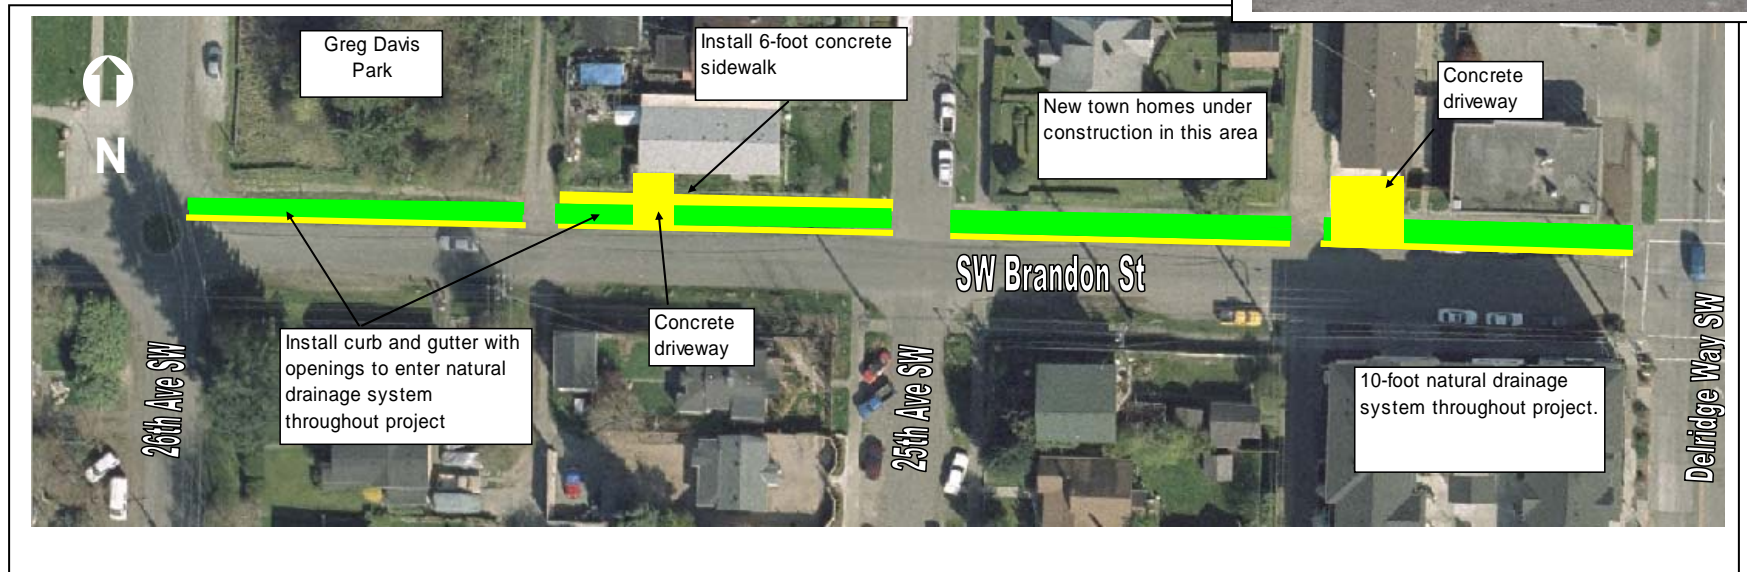 Greg Davis
Park
Install 6-foot concrete
sidewalk
Concrete
driveway
New town homes under
construction in this area
N
SW Brandon St
Install curb and gutter with
openings to enter natural
drainage system
throughout project
Concrete
driveway
10-foot natural drainage
system throughout project.
26th Ave SW
25th Ave SW
Delridge Way SW